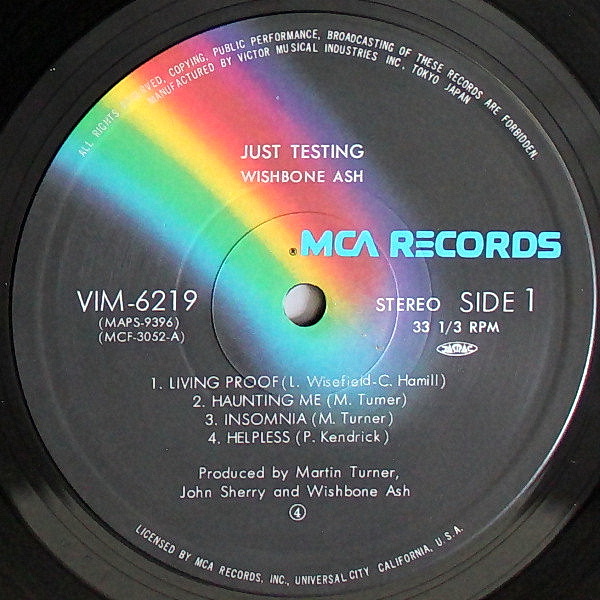 ALL RIGHTS RESERVED, COPYING, PUBLIC PERFORMANCE, BROADCASTING OF THESE RECORDS ARE FORBIDDEN.
MANUFACTURED BY VICTOR MUSICAL INDUSTRIES INC. TOKYO JAPAN
JUST TESTING
WISHBONE ASH
® MCA RECORDS
VIM-6219
(MAPS-9396)
(MCF-3052-A)
STEREO SIDE 1
33 1/3 RPM
JASRAC
1. LIVING PROOF (L. Wisefield-C. Hamill)
2. HAUNTING ME (M. Turner)
3. INSOMNIA (M. Turner)
4. HELPLESS (P. Kendrick)
Produced by Martin Turner,
John Sherry and Wishbone Ash
④
LICENSED BY MCA RECORDS, INC., UNIVERSAL CITY CALIFORNIA, U.S.A.